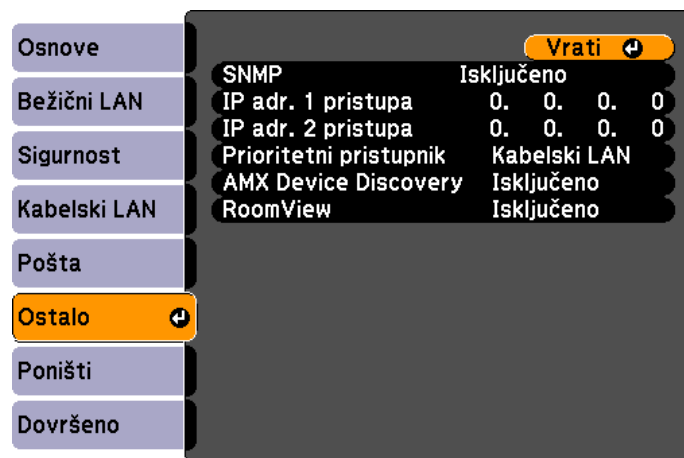 Osnove
Bežični LAN
Sigurnost
Kabelski LAN
Pošta
Ostalo
Poništi
Dovršeno
Vrati
SNMP Isključeno
IP adr. 1 pristupa 0. 0. 0. 0
IP adr. 2 pristupa 0. 0. 0. 0
Prioritetni pristupnik Kabelski LAN
AMX Device Discovery Isključeno
RoomView Isključeno